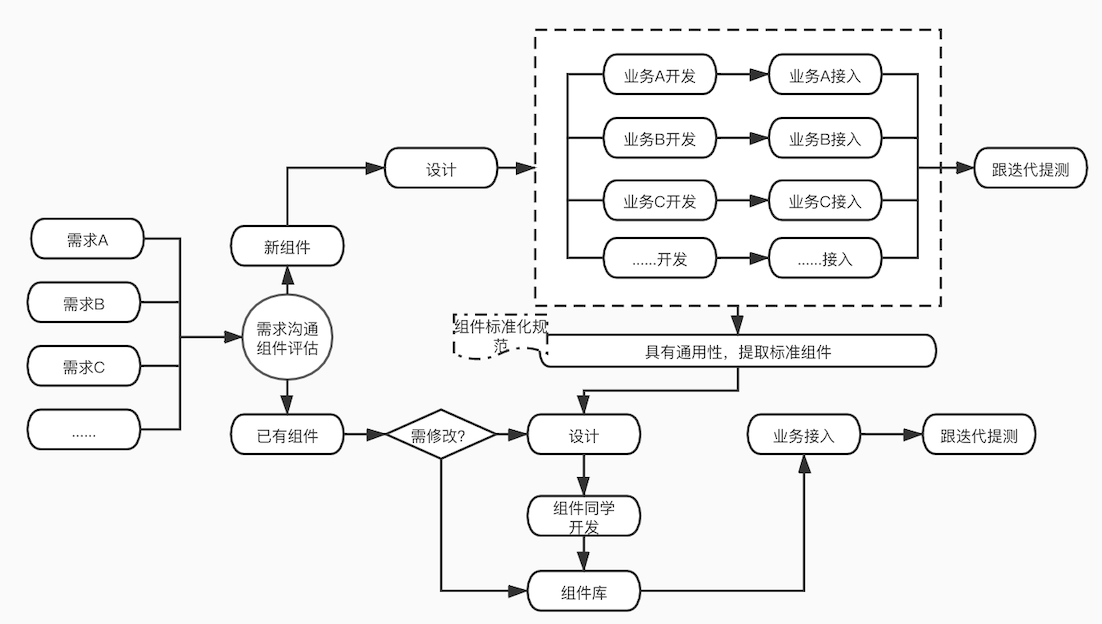 业务A开发
业务A接入
业务B开发
业务B接入
设计
跟迭代提测
业务C开发
业务C接入
需求A
新组件
......开发
......接入
需求B
需求沟通
组件评估
组件标准化规
范
具有通用性，提取标准组件
需求C
......
已有组件
需修改?
设计
业务接入
跟迭代提测
组件同学
开发
组件库